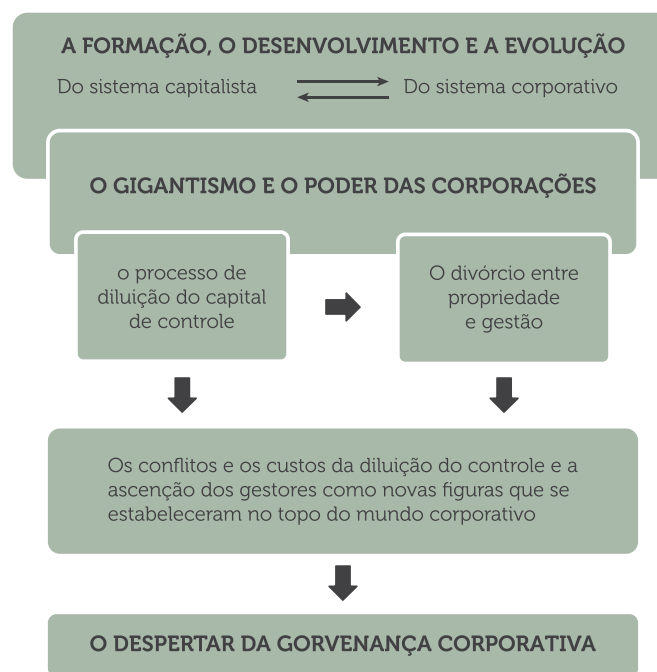 A FORMAÇÃO, O DESENVOLVIMENTO E A EVOLUÇÃO
Do sistema capitalista Do sistema corporativo
O GIGANTISMO E O PODER DAS CORPORAÇÕES
o processo de
diluição do capital
de controle
O divórcio entre
propriedade
e gestão
Os conflitos e os custos da diluição do controle e a
ascenção dos gestores como novas figuras que se
estabeleceram no topo do mundo corporativo
O DESPERTAR DA GORVENANÇA CORPORATIVA